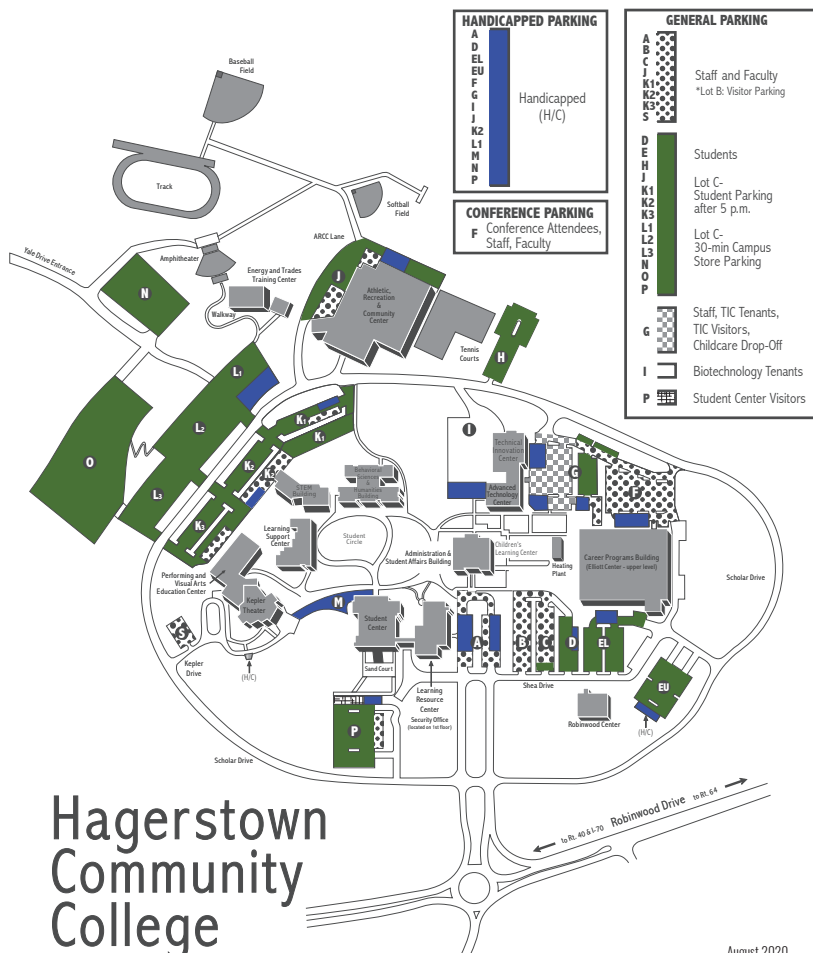 HANDICAPPED PARKING
A
D
EL
EU
F
G
I
J
K2
L1
M
N
P
Handicapped
(H/C)
GENERAL PARKING
A
B
C
J
K1
K2
K3
S
Staff and Faculty
*Lot B: Visitor Parking
D
E
H
J
K1
K2
K3
L1
L2
L3
N
O
P
Students
Lot C-
Student Parking
after 5 p.m.
Lot C-
30-min Campus
Store Parking
G
Staff, TIC Tenants,
TIC Visitors,
Childcare Drop-Off
I Biotechnology Tenants
P Student Center Visitors
CONFERENCE PARKING
F Conference Attendees,
Staff, Faculty
Baseball
Field
Track
Softball
Field
ARCC Lane
Yale Drive Entrance
Amphitheater
Energy and Trades
Training Center
Walkway
N
J
Athletic,
Recreation
&
Community
Center
Tennis
Courts
H
L1
L2
L3
O
K1
K1
K2
K2
K3
I
Technical
Innovation
Center
Advanced
Technology
Center
G
F
STEM
Building
Behavioral
Sciences
&
Humanities
Building
Learning
Support
Center
Student
Circle
Administration &
Student Affairs Building
Children's
Learning Center
Heating
Plant
Career Programs Building
(Elliott Center - upper level)
Scholar Drive
Performing and
Visual Arts
Education Center
Kepler
Theater
M
Student
Center
S
Kepler
Drive
(H/C)
Sand Court
A
B
C
D
EL
EU
Shea Drive
Learning
Resource
Center
Security Office
(located on 1st floor)
Robinwood Center
(H/C)
P
Scholar Drive
to Rt. 40 & I-70
Robinwood Drive
to Rt. 64
Hagerstown
Community
College
August 2020